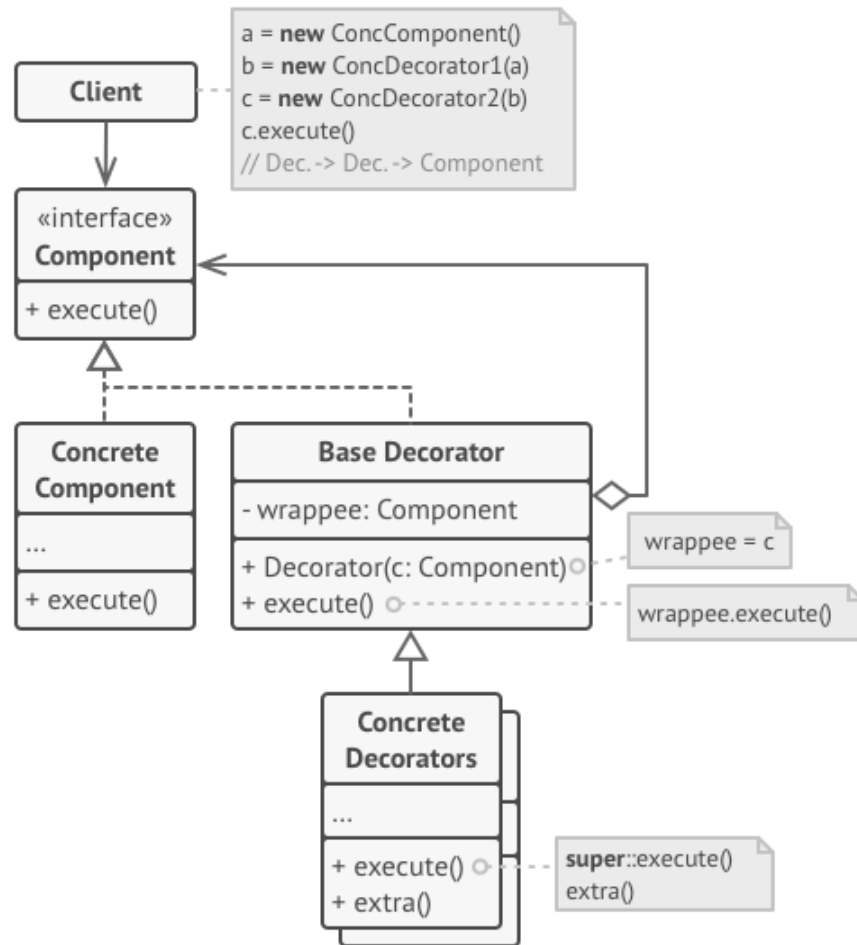 Client
a = new ConcComponent()
b = new ConcDecorator1(a)
c = new ConcDecorator2(b)
c.execute()
// Dec. -> Dec. -> Component
«interface»
Component
+ execute()
Concrete
Component
...
+ execute()
Base Decorator
- wrappee: Component
+ Decorator(c: Component)
+ execute()
wrappee = c
wrappee.execute()
Concrete
Decorators
...
+ execute()
+ extra()
super::execute()
extra()